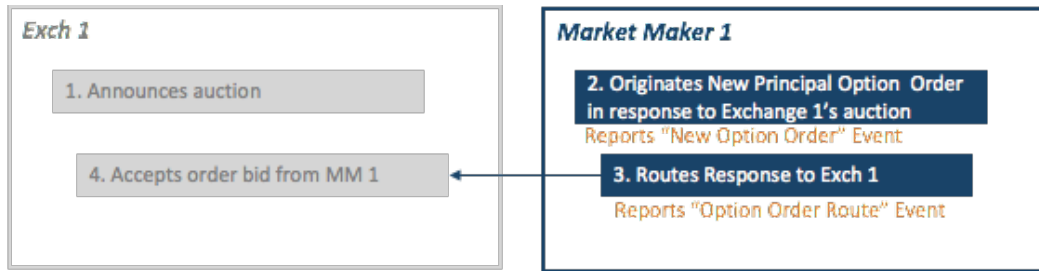 Exch 1
1. Announces auction
4. Accepts order bid from MM 1
Market Maker 1
2. Originates New Principal Option Order
in response to Exchange 1's auction
Reports "New Option Order" Event
3. Routes Response to Exch 1
Reports "Option Order Route" Event